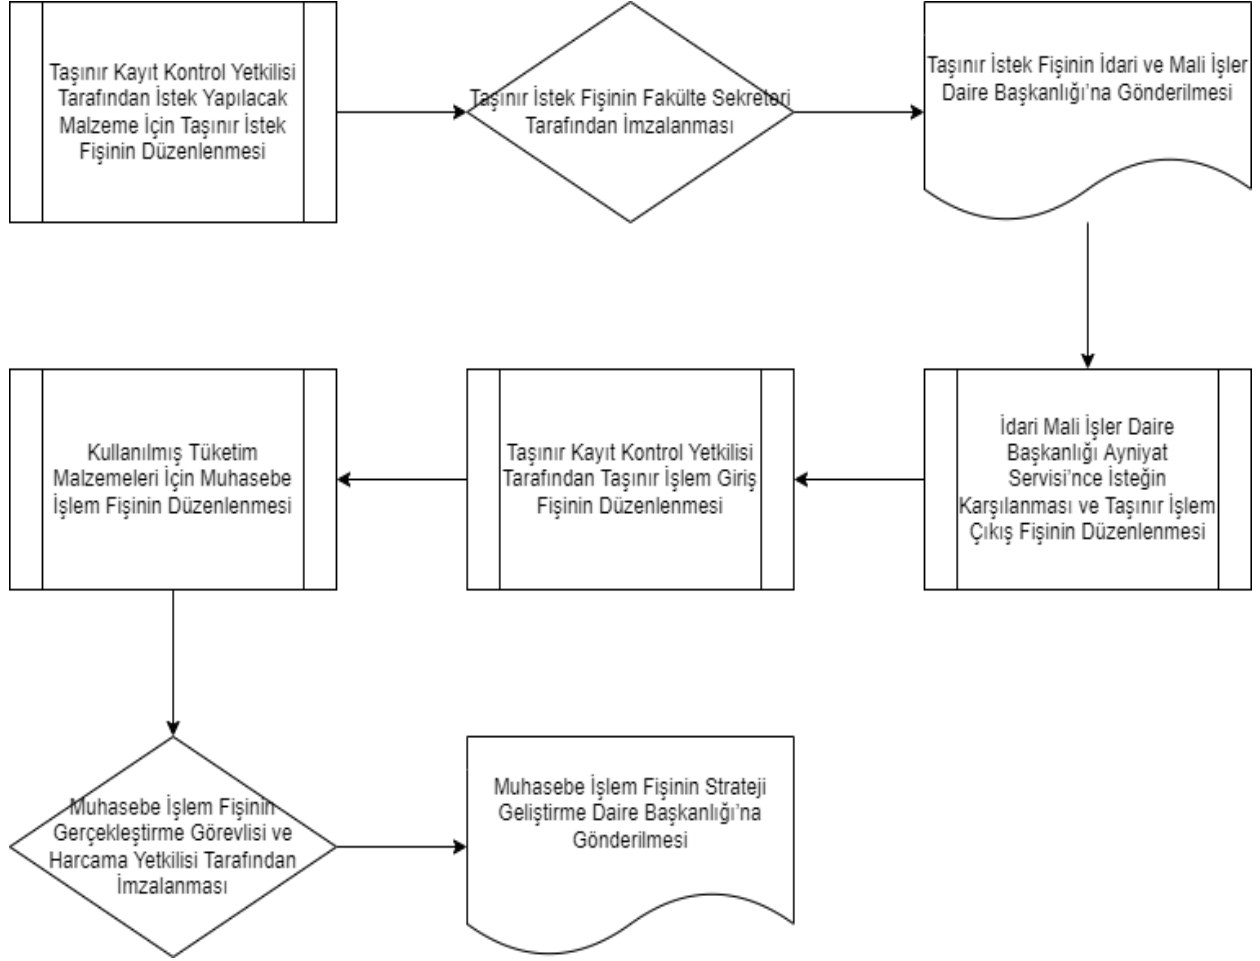 Taşınır Kayıt Kontrol Yetkilisi
Tarafından İstek Yapılacak
Malzeme İçin Taşınır İstek
Fişinin Düzenlenmesi
Taşınır İstek Fişinin Fakülte Sekreteri
Tarafından İmzalanması
Taşınır İstek Fişinin İdari ve Mali İşler
Daire Başkanlığı’na Gönderilmesi
İdari Mali İşler Daire
Başkanlığı Ayniyat
Servisi’nce İsteğin
Karşılanması ve Taşınır İşlem
Çıkış Fişinin Düzenlenmesi
Taşınır Kayıt Kontrol Yetkilisi
Tarafından Taşınır İşlem Giriş
Fişinin Düzenlenmesi
Kullanılmış Tüketim
Malzemeleri İçin Muhasebe
İşlem Fişinin Düzenlenmesi
Muhasebe İşlem Fişinin
Gerçekleştirme Görevlisi ve
Harcama Yetkilisi Tarafından
İmzalanması
Muhasebe İşlem Fişinin Strateji
Geliştirme Daire Başkanlığı’na
Gönderilmesi